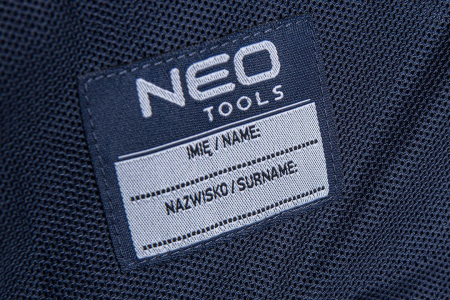 NEO
TOOLS
IMIĘ / NAME:
NAZWISKO / SURNAME: